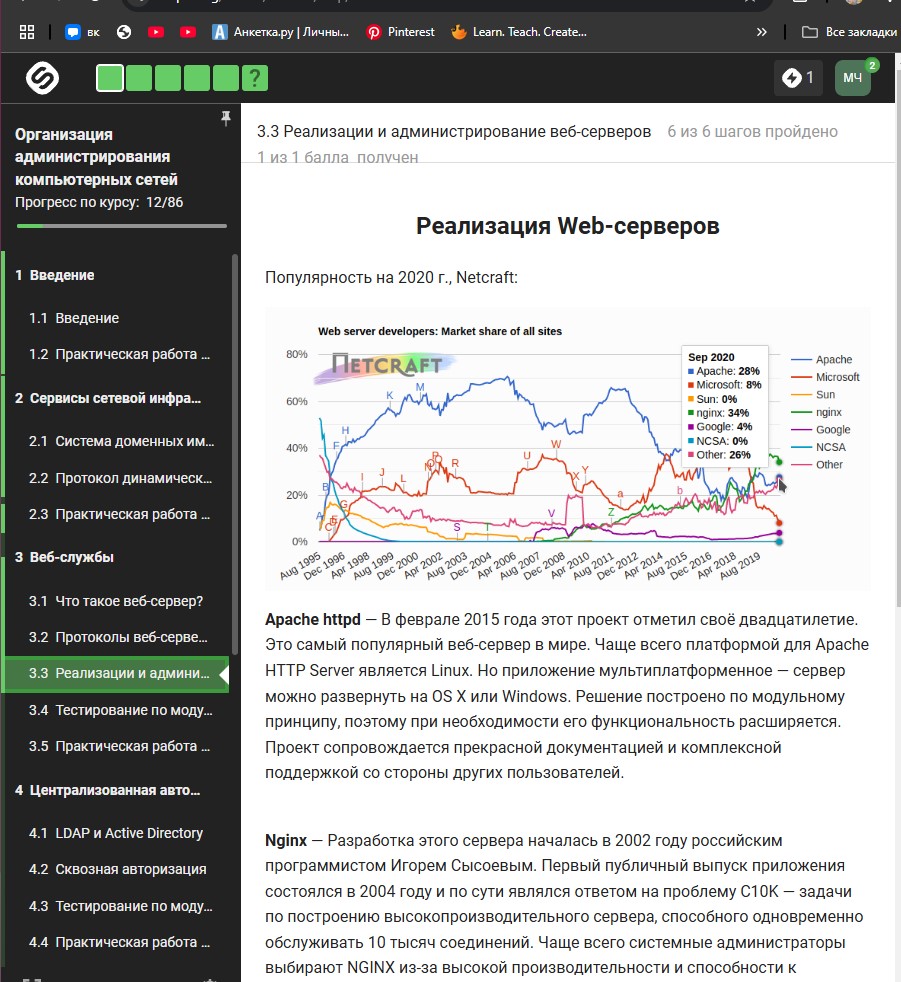 вк
Анкетка.ру | Личны...
Pinterest
Learn. Teach. Create...
»
Все закладки
?
1
МЧ
2
Организация
администрирования
компьютерных сетей
Прогресс по курсу: 12/86
1 Введение
1.1 Введение
1.2 Практическая работа ...
2 Сервисы сетевой инфра...
2.1 Система доменных им...
2.2 Протокол динамическ...
2.3 Практическая работа ...
3 Веб-службы
3.1 Что такое веб-сервер?
3.2 Протоколы веб-серве...
3.3 Реализации и админи...
3.4 Тестирование по моду...
3.5 Практическая работа ...
4 Централизованная авто...
4.1 LDAP и Active Directory
4.2 Сквозная авторизация
4.3 Тестирование по моду...
4.4 Практическая работа ...
3.3 Реализации и администрирование веб-серверов 6 из 6 шагов пройдено
1 из 1 балла получен
Реализация Web-серверов
Популярность на 2020 г., Netcraft:
Web server developers: Market share of all sites
NETCRAFT
80%
60%
40%
20%
0%
Aug 1995
Dec 1996
Apr 1998
Aug 1999
Dec 2000
Apr 2002
Aug 2003
Dec 2004
Apr 2006
Aug 2007
Dec 2008
Apr 2010
Aug 2011
Dec 2012
Apr 2014
Aug 2015
Dec 2016
Apr 2018
Aug 2019
K
M
H
F
B
A
G
I
J
L
R
U
W
X
Y
V
S
T
Z
a
b
Sep 2020
Apache: 28%
Microsoft: 8%
Sun: 0%
nginx: 34%
Google: 4%
NCSA: 0%
Other: 26%
Apache
Microsoft
Sun
nginx
Google
NCSA
Other
Apache httpd — В феврале 2015 года этот проект отметил своё двадцатилетие.
Это самый популярный веб-сервер в мире. Чаще всего платформой для Apache
HTTP Server является Linux. Но приложение мультиплатформенное — сервер
можно развернуть на OS X или Windows. Решение построено по модульному
принципу, поэтому при необходимости его функциональность расширяется.
Проект сопровождается прекрасной документацией и комплексной
поддержкой со стороны других пользователей.
Nginx — Разработка этого сервера началась в 2002 году российским
программистом Игорем Сысоевым. Первый публичный выпуск приложения
состоялся в 2004 году и по сути являлся ответом на проблему C10K — задачи
по построению высокопроизводительного сервера, способного одновременно
обслуживать 10 тысяч соединений. Чаще всего системные администраторы
выбирают NGINX из-за высокой производительности и способности к